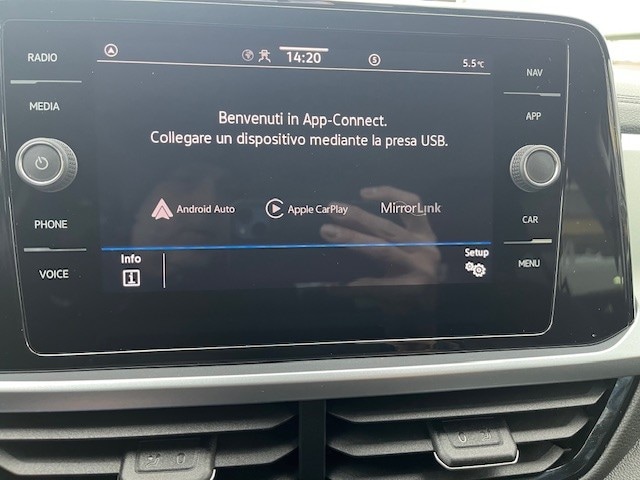 RADIO
MEDIA
PHONE
VOICE
14:20
S
5.5°C
Benvenuti in App-Connect.
Collegare un dispositivo mediante la presa USB.
Android Auto
Apple CarPlay
MirrorLink
Info
Setup
NAV
APP
CAR
MENU